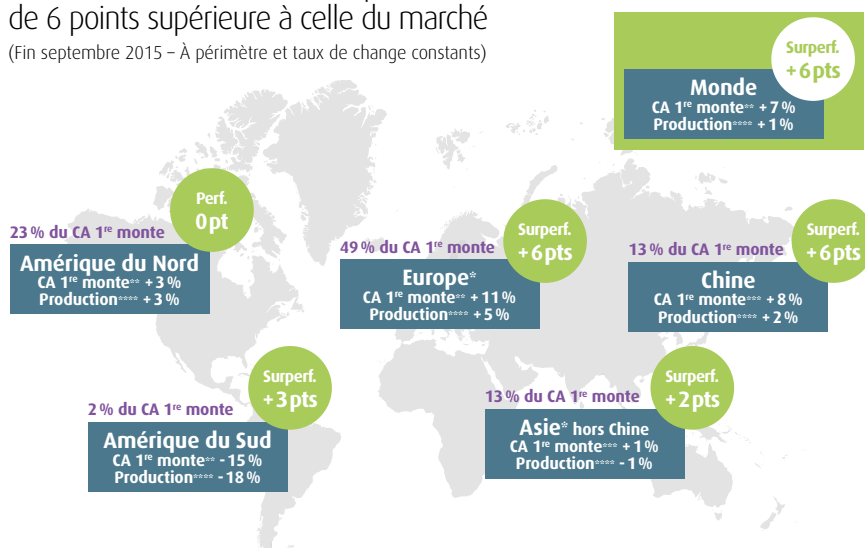 de 6 points supérieure à celle du marché
(Fin septembre 2015 – À périmètre et taux de change constants)
Surperf.
+ 6 pts
Monde
CA 1re monte** + 7 %
Production**** + 1 %
Perf.
0 pt
23 % du CA 1re monte
Amérique du Nord
CA 1re monte** + 3 %
Production**** + 3 %
Surperf.
+ 6 pts
49 % du CA 1re monte
Europe*
CA 1re monte** + 11 %
Production**** + 5 %
Surperf.
+ 6 pts
13 % du CA 1re monte
Chine
CA 1re monte*** + 8 %
Production**** + 2 %
Surperf.
+ 3 pts
2 % du CA 1re monte
Amérique du Sud
CA 1re monte** - 15 %
Production**** - 18 %
Surperf.
+ 2 pts
13 % du CA 1re monte
Asie* hors Chine
CA 1re monte*** + 1 %
Production**** - 1 %